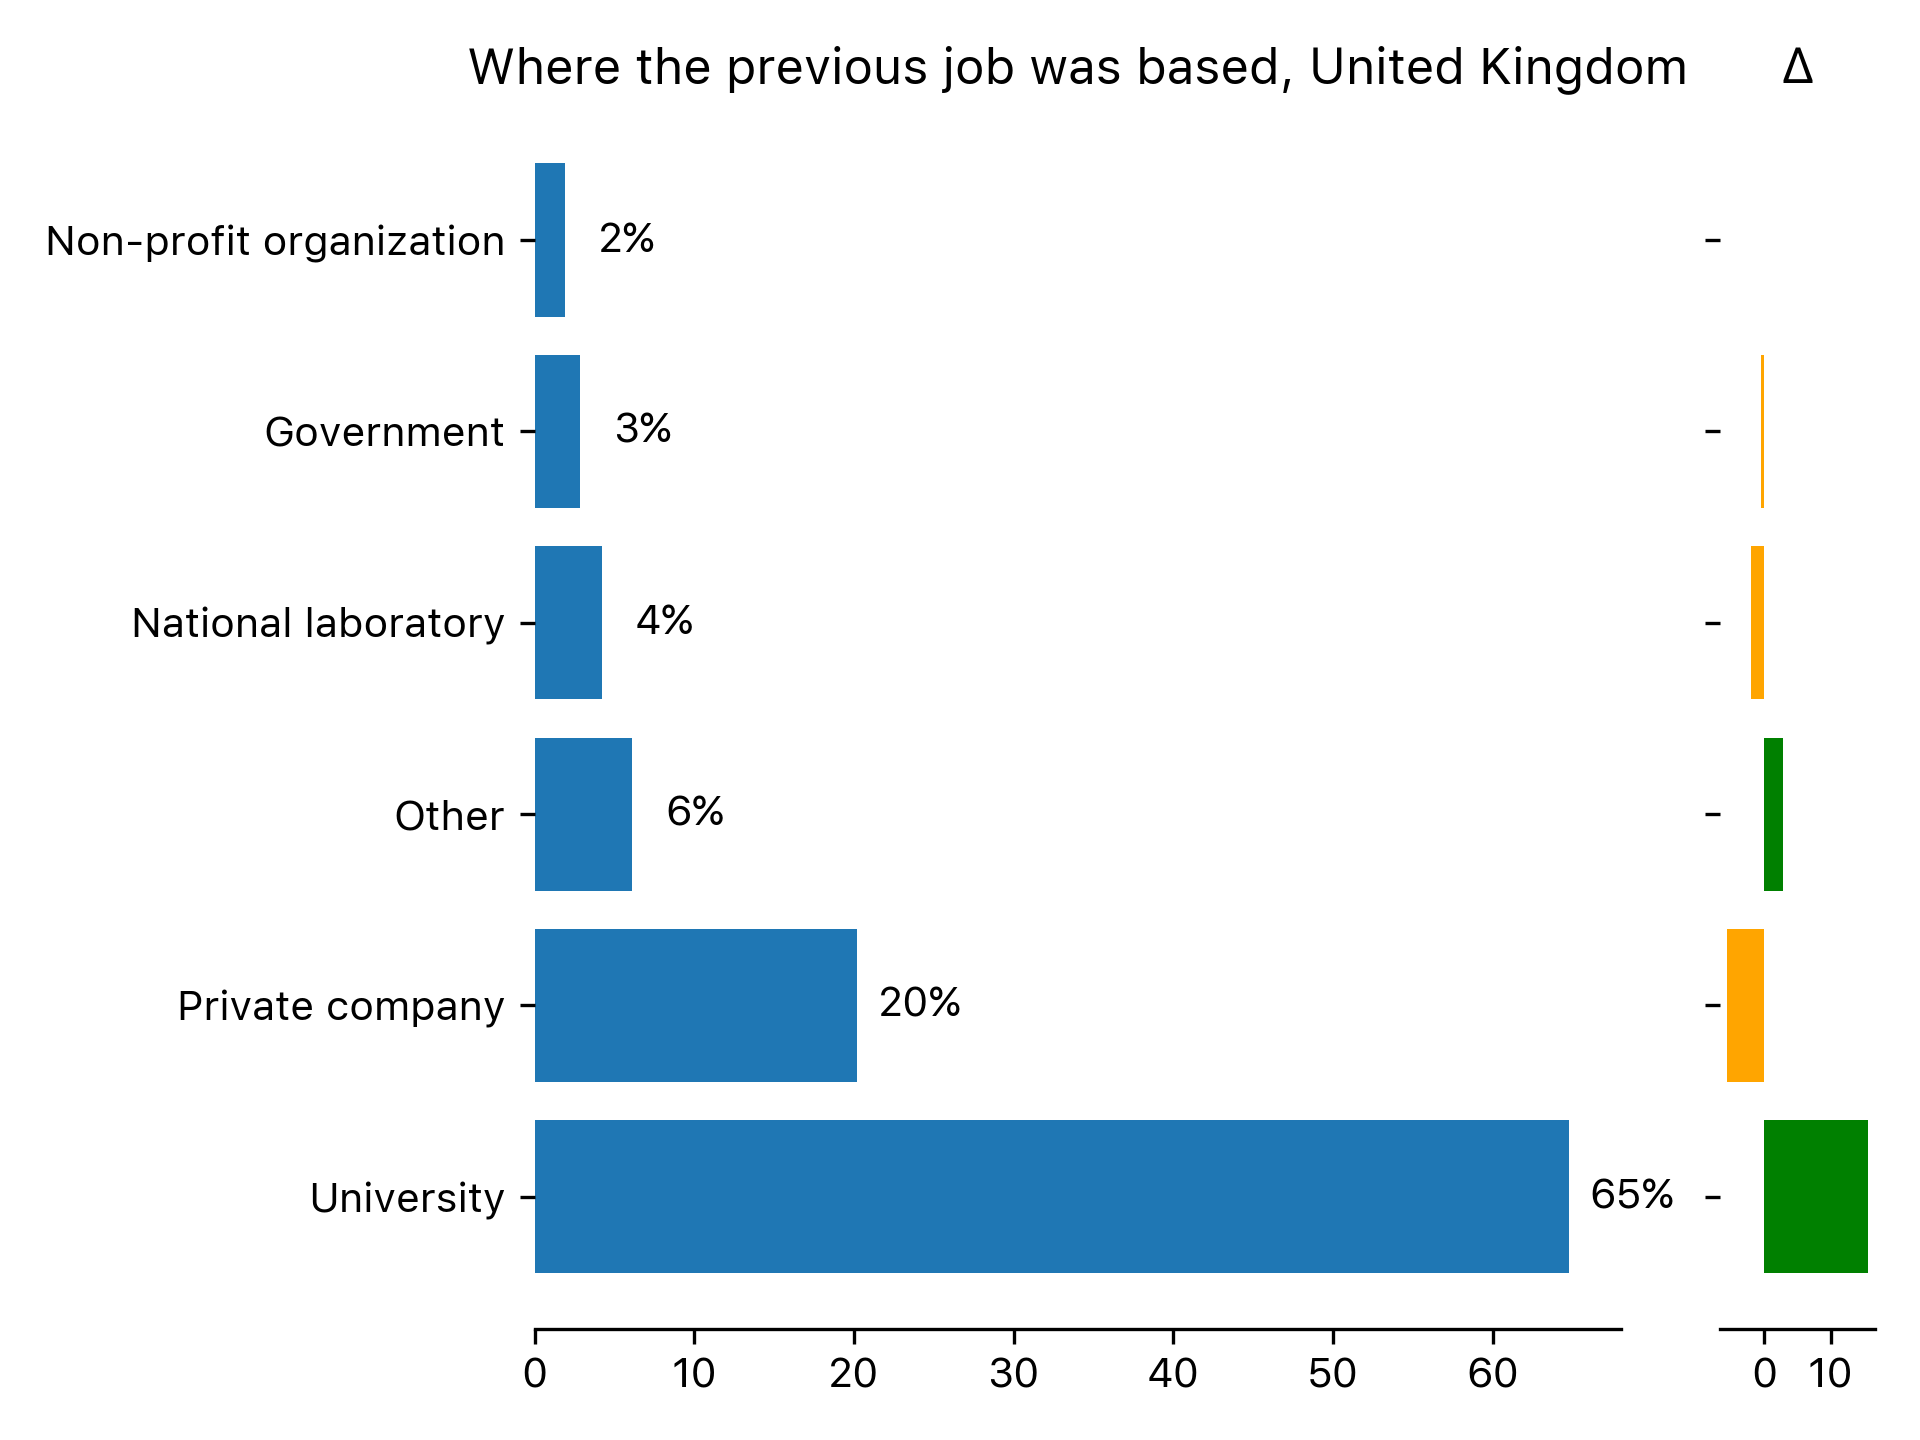 Where the previous job was based, United Kingdom Δ
Non-profit organization 2%
Government 3%
National laboratory 4%
Other 6%
Private company 20%
University 65%
0 10 20 30 40 50 60 0 10